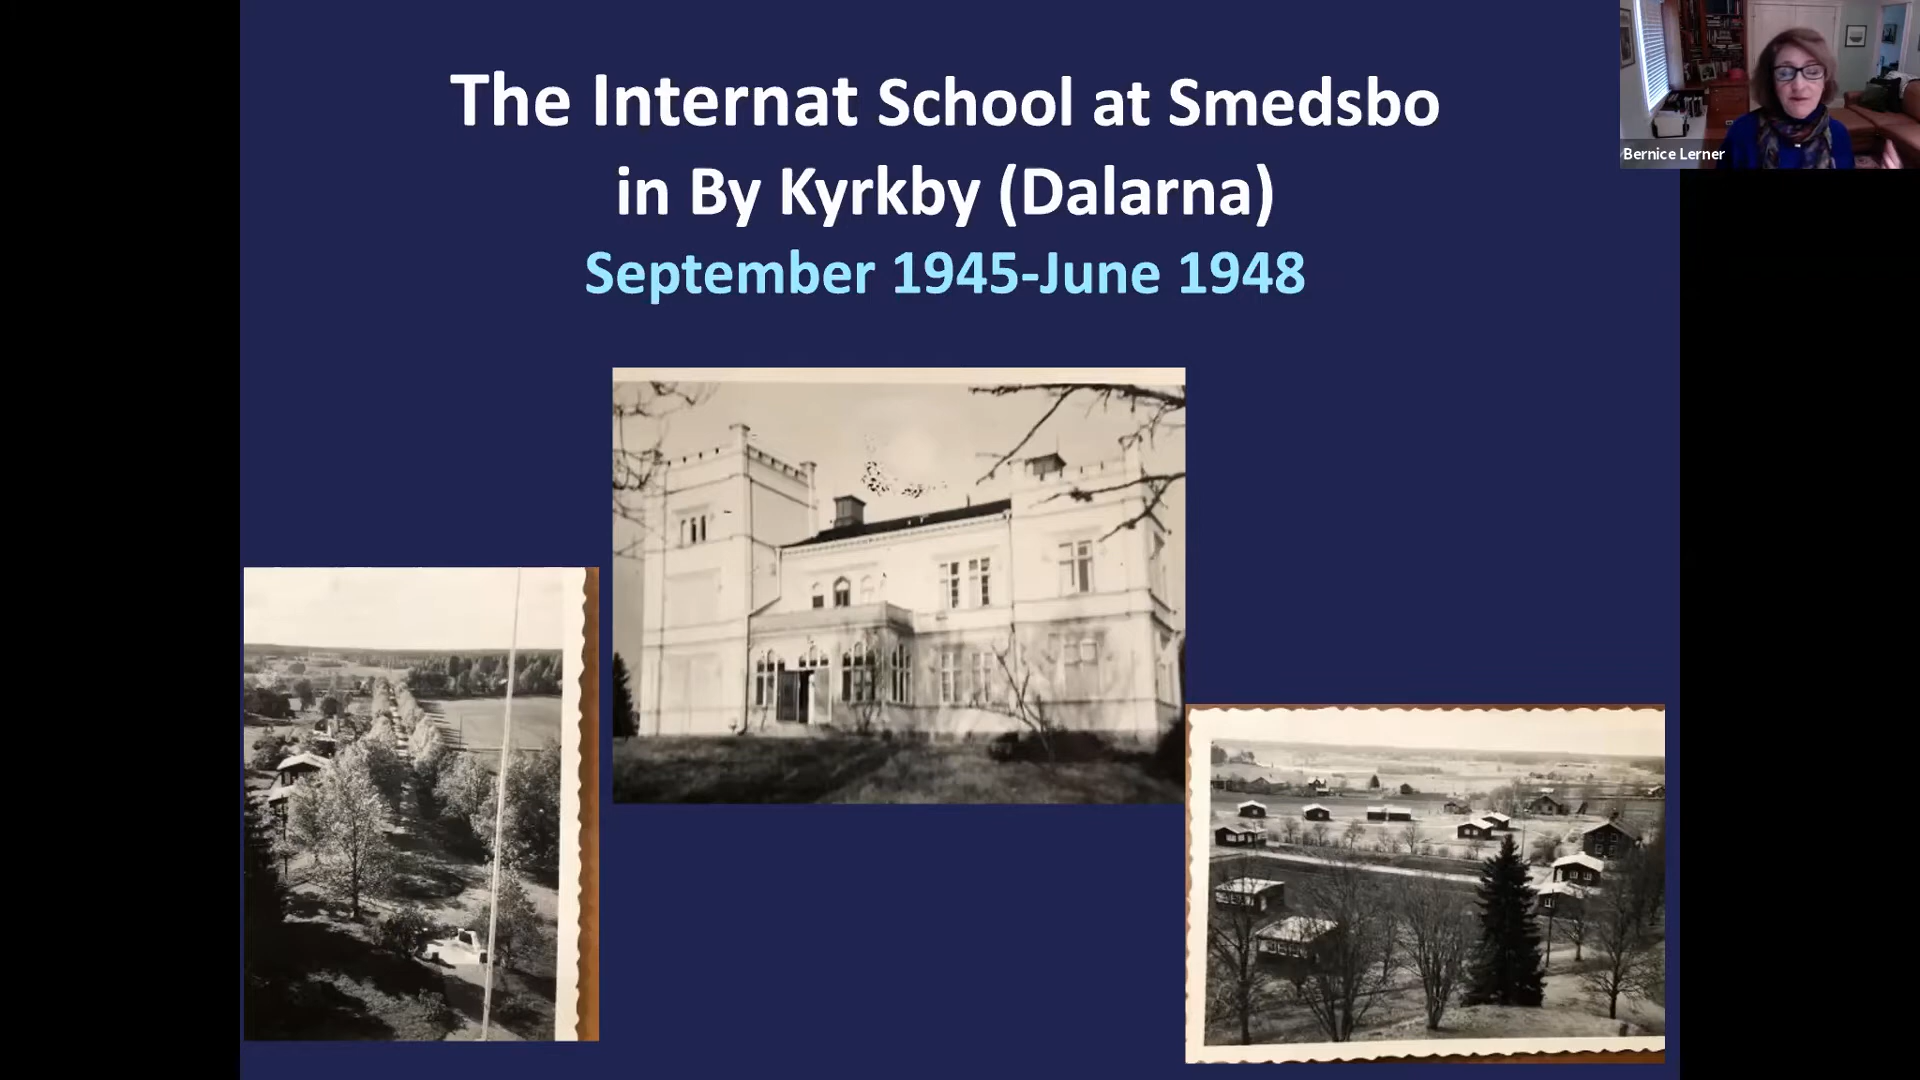 The Internat School at Smedsbo
in By Kyrkby (Dalarna)
September 1945-June 1948
Bernice Lerner